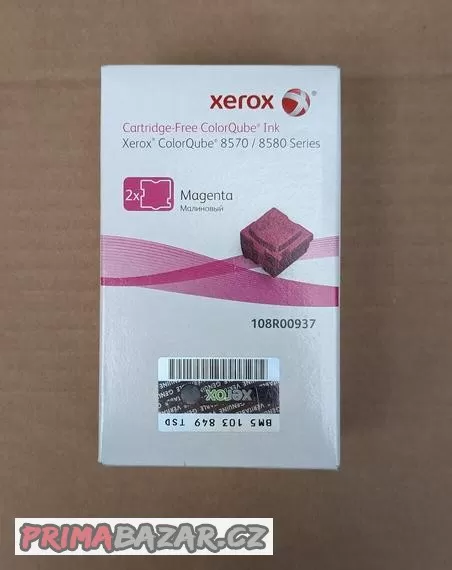 xerox
Cartridge-Free ColorQube® Ink
Xerox® ColorQube® 8570 / 8580 Series
2x
Magenta
Малиновый
108R00937
xerox
GENUINE
BM5 103 849 TSD
PRIMABAZAR.CZ